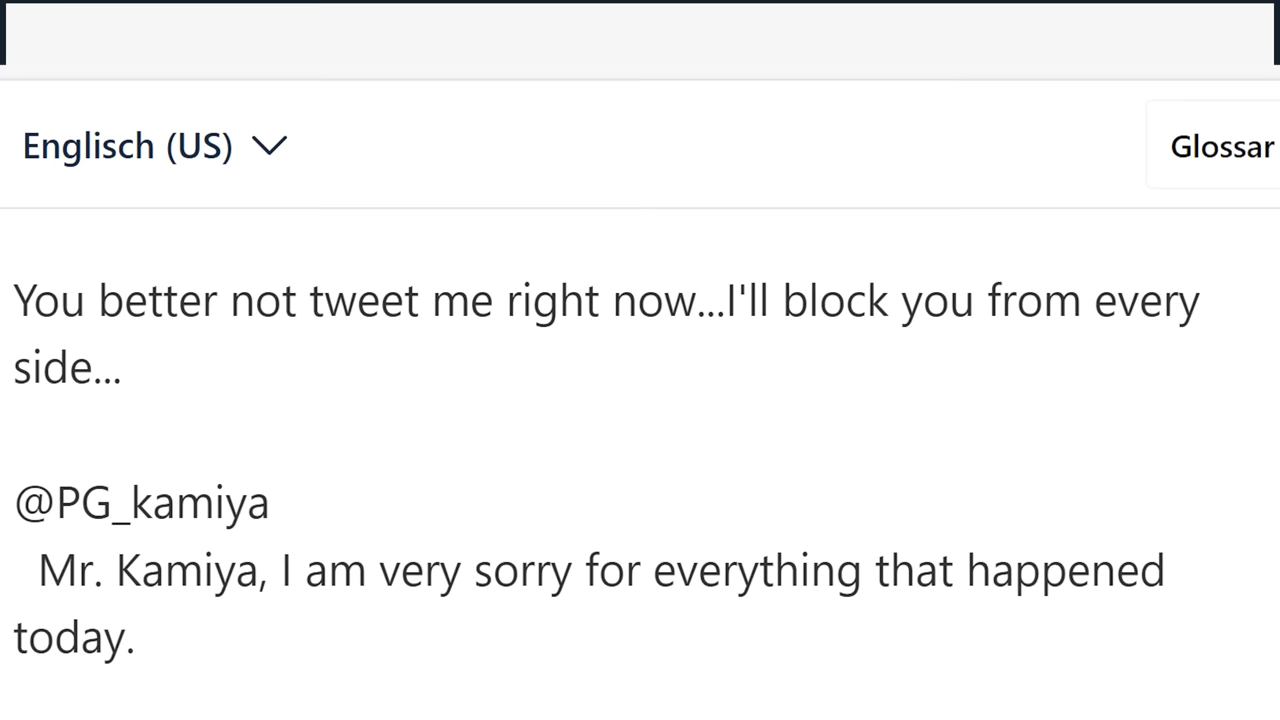 Englisch (US)
Glossar
You better not tweet me right now...I'll block you from every
side...
@PG_kamiya
Mr. Kamiya, I am very sorry for everything that happened
today.